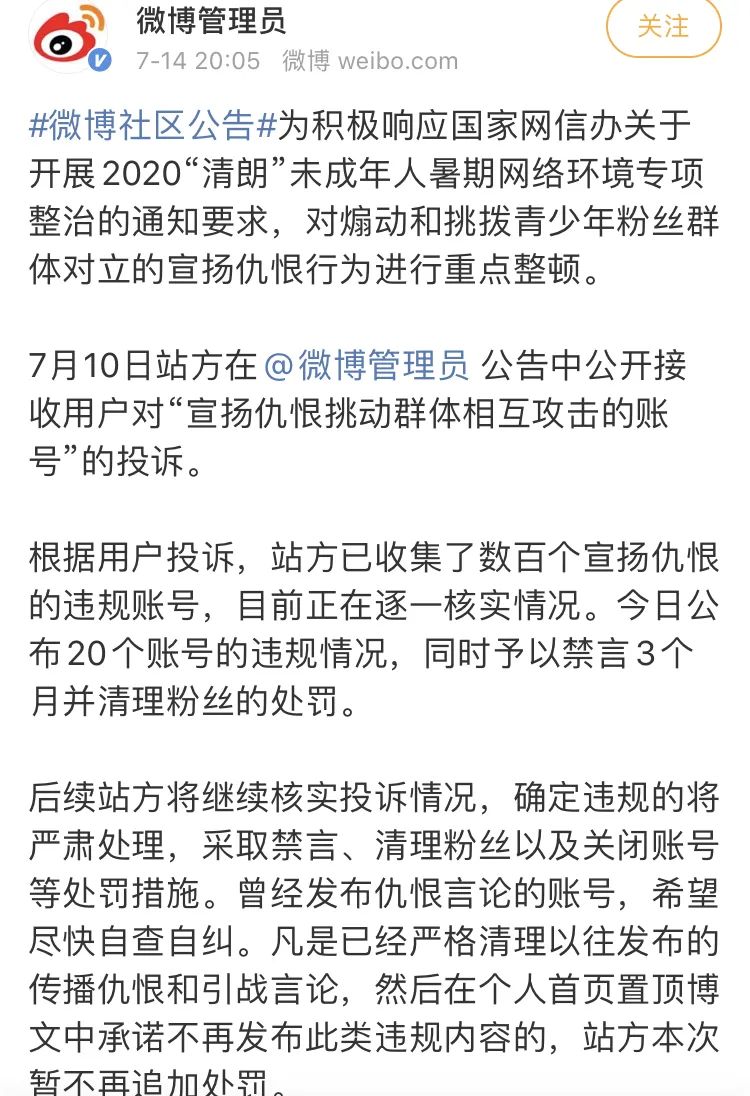 微博管理员
关注
7-14 20:05 微博 weibo.com
#微博社区公告#为积极响应国家网信办关于
开展2020“清朗”未成年人暑期网络环境专项
整治的通知要求，对煽动和挑拨青少年粉丝群
体对立的宣扬仇恨行为进行重点整顿。
7月10日站方在@微博管理员 公告中公开接
收用户对“宣扬仇恨挑动群体相互攻击的账
号”的投诉。
根据用户投诉，站方已收集了数百个宣扬仇恨
的违规账号，目前正在逐一核实情况。今日公
布20个账号的违规情况，同时予以禁言3个
月并清理粉丝的处罚。
后续站方将继续核实投诉情况，确定违规的将
严肃处理，采取禁言、清理粉丝以及关闭账号
等处罚措施。曾经发布仇恨言论的账号，希望
尽快自查自纠。凡是已经严格清理以往发布的
传播仇恨和引战言论，然后在个人首页置顶博
文中承诺不再发布此类违规内容的，站方本次
暂不再追加处罚。